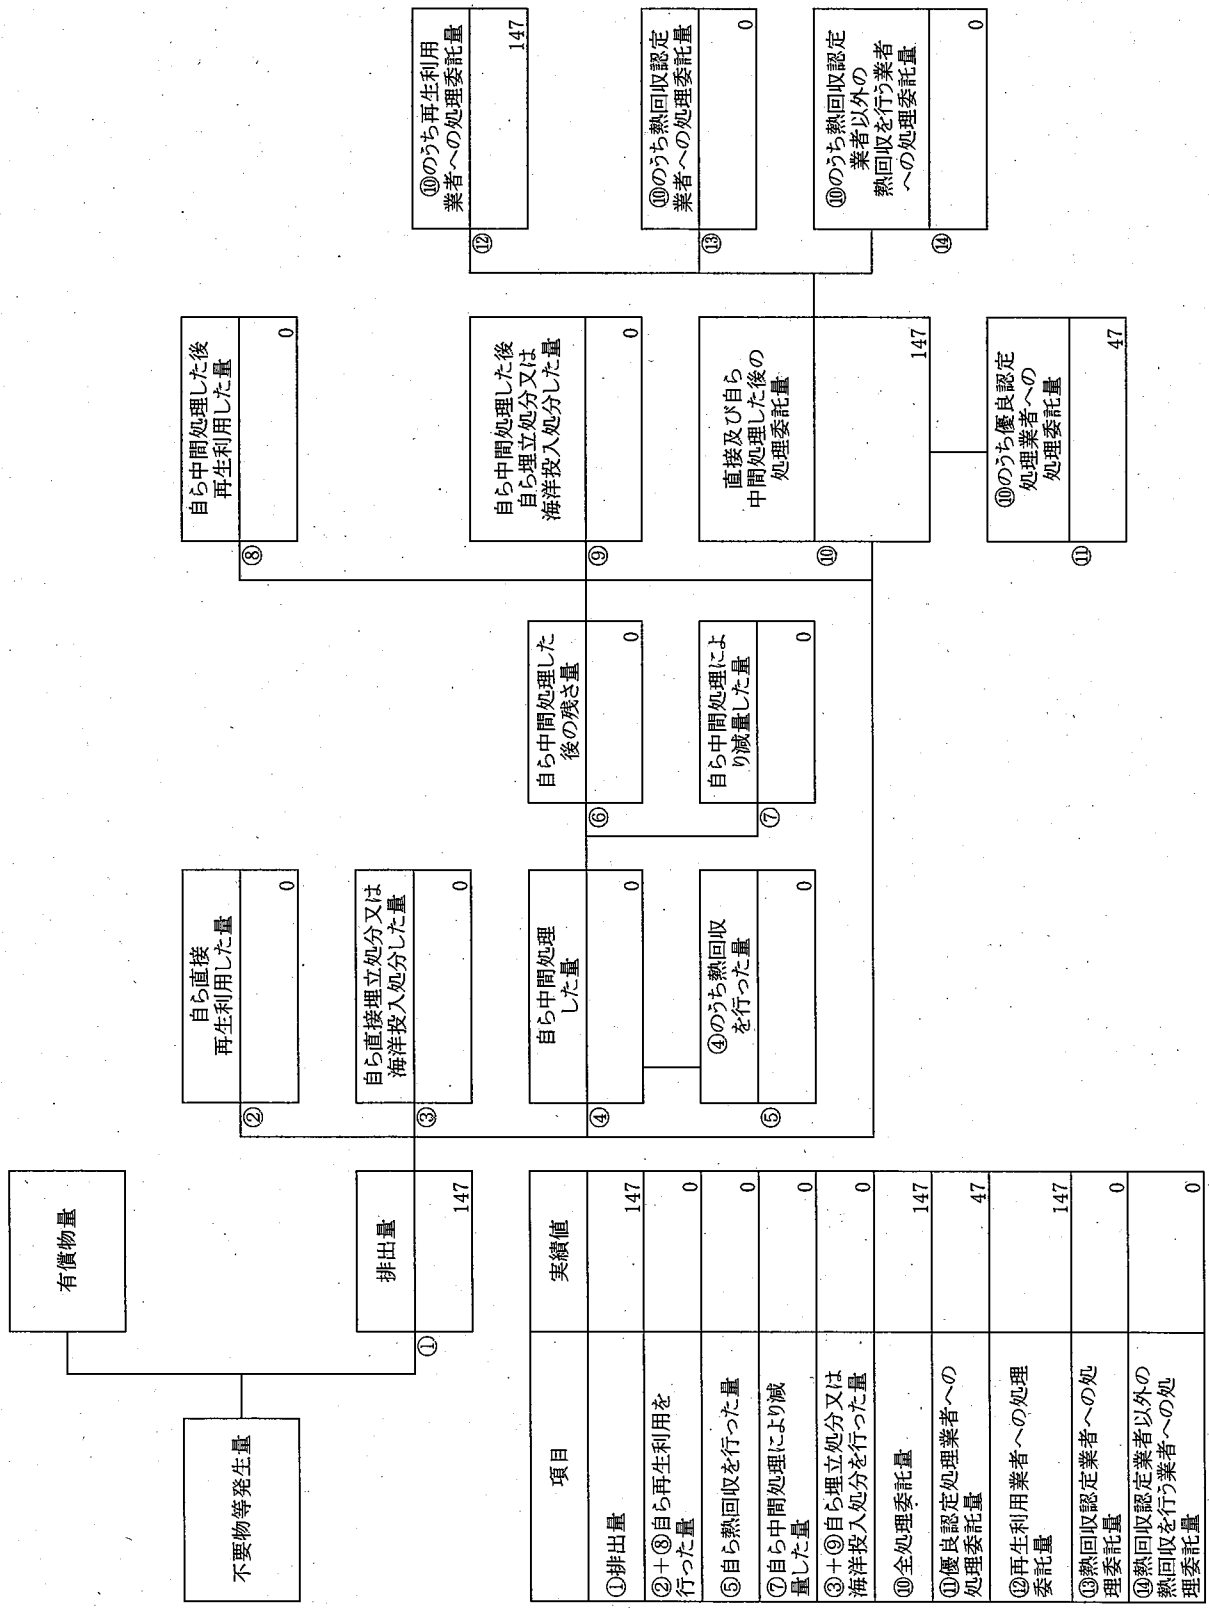 不要物等発生量
有償物量
①
排出量
147
②
自ら直接
再生利用した量
0
③
自ら直接埋立処分又は
海洋投入処分した量
0
④
自ら中間処理
した量
0
⑤
④のうち熱回収
を行った量
0
⑥
自ら中間処理した
後の残さ量
0
⑦
自ら中間処理によ
り減量した量
0
⑧
自ら中間処理した後
再生利用した量
0
⑨
自ら中間処理した後
自ら埋立処分又は
海洋投入処分した量
0
⑩
直接及び自ら
中間処理した後の
処理委託量
147
⑪
⑩のうち優良認定
処理業者への
処理委託量
47
⑫
⑩のうち再生利用
業者への処理委託量
147
⑬
⑩のうち熱回収認定
業者への処理委託量
0
⑭
⑩のうち熱回収認定
業者以外の
熱回収を行う業者
への処理委託量
0
項目
実績値
①排出量
147
②+⑧自ら再生利用を
行った量
0
⑤自ら熱回収を行った量
0
⑦自ら中間処理により減
量した量
0
③+⑨自ら埋立処分又は
海洋投入処分を行った量
0
⑩全処理委託量
147
⑪優良認定処理業者への
処理委託量
47
⑫再生利用業者への処理
委託量
147
⑬熱回収認定業者への処
理委託量
0
⑭熱回収認定業者以外の
熱回収を行う業者への処
理委託量
0